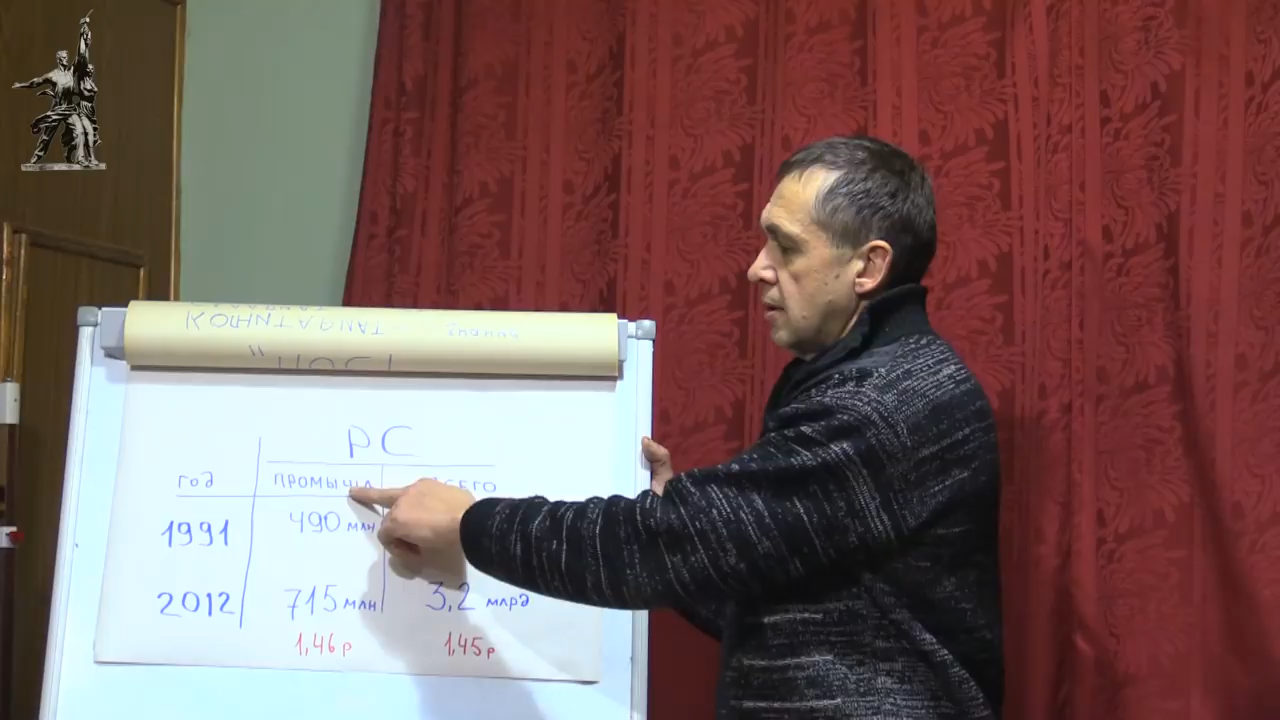 РС
год ПРОМЫШЛ
1991 490 млн
2012 715 млн 3,2 млрд
1,46 р 1,45 р